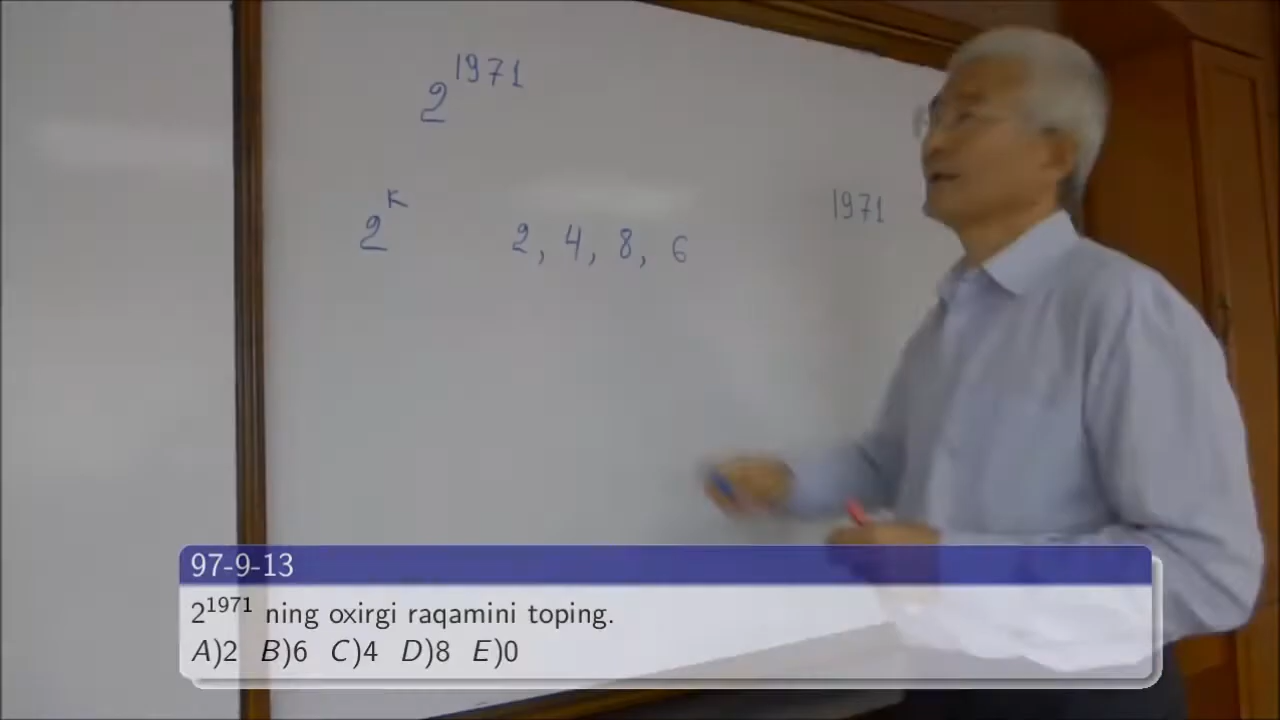 2^1971
2^k 2, 4, 8, 6
1971
97-9-13
2^1971 ning oxirgi raqamini toping.
A)2 B)6 C)4 D)8 E)0